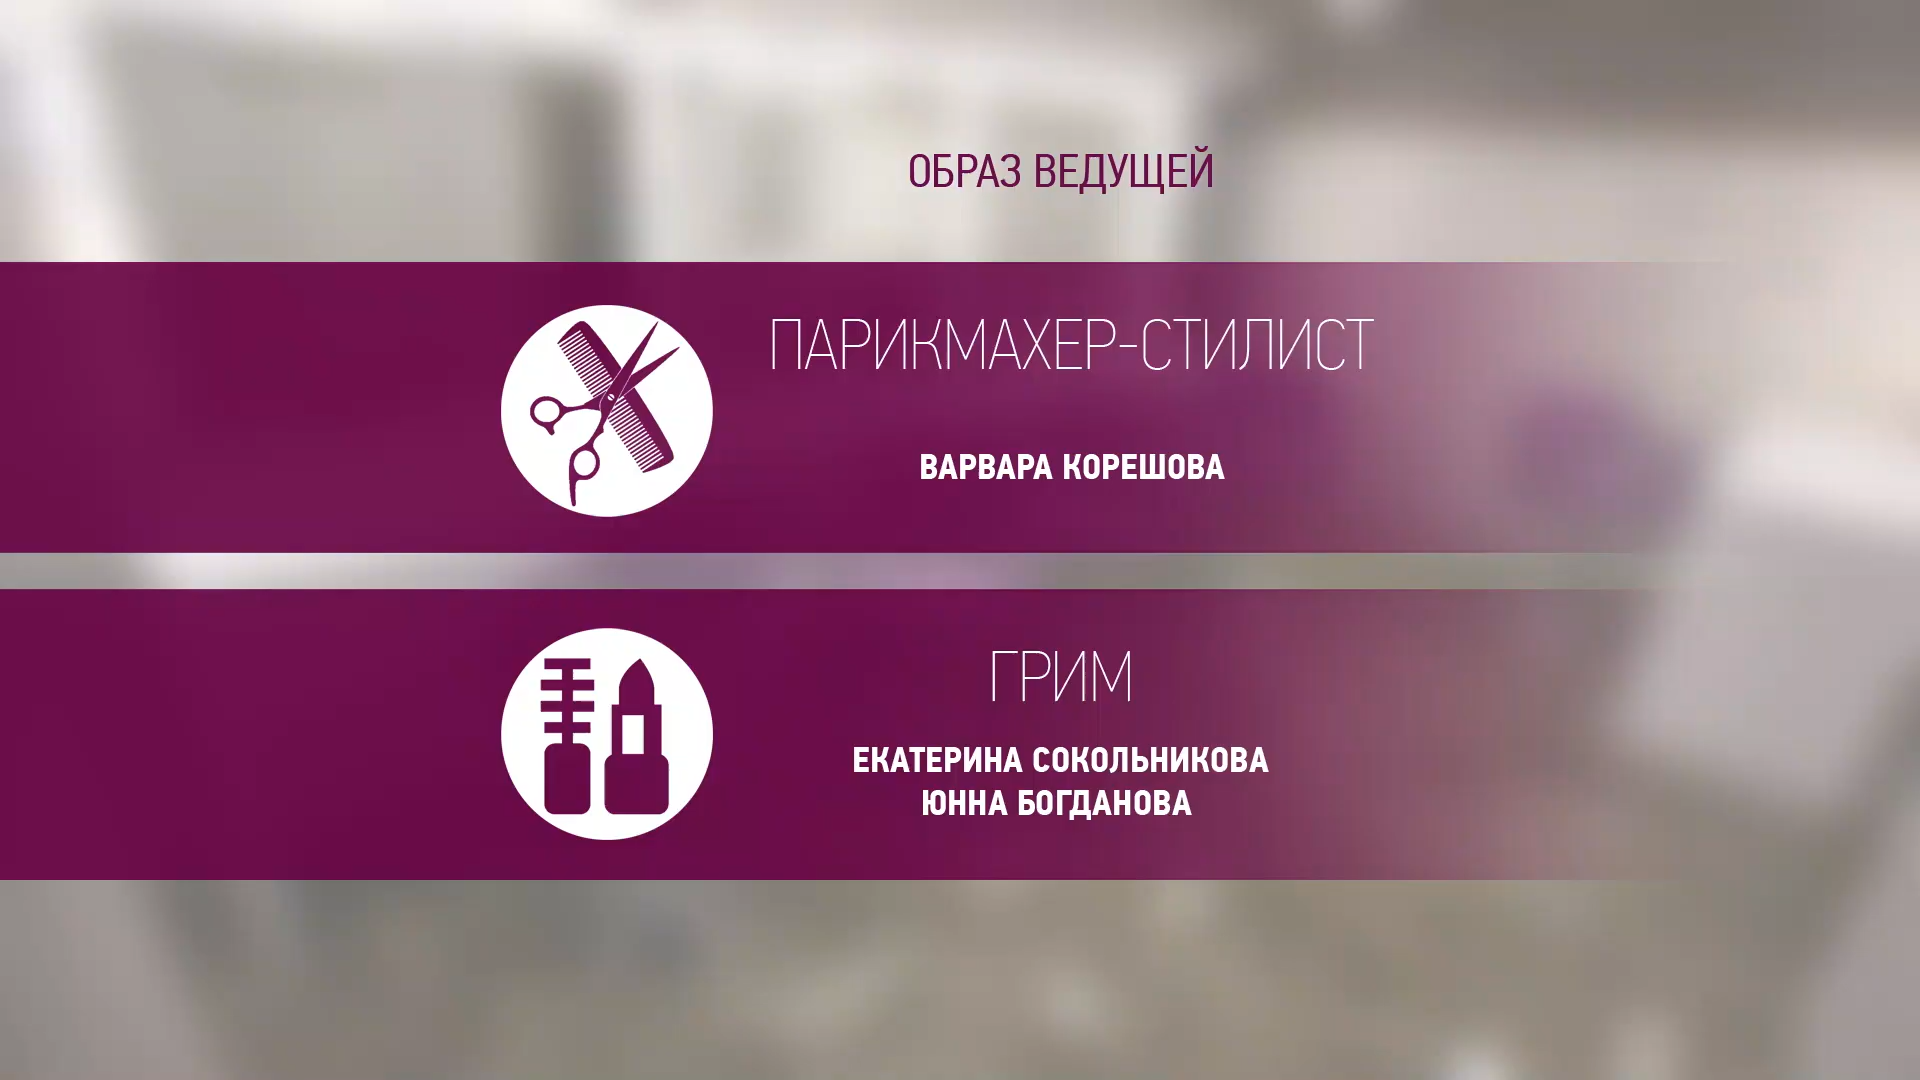 ОБРАЗ ВЕДУЩЕЙ
ПАРИКМАХЕР-СТИЛИСТ
ВАРВАРА КОРЕШОВА
ГРИМ
ЕКАТЕРИНА СОКОЛЬНИКОВА
ЮННА БОГДАНОВА